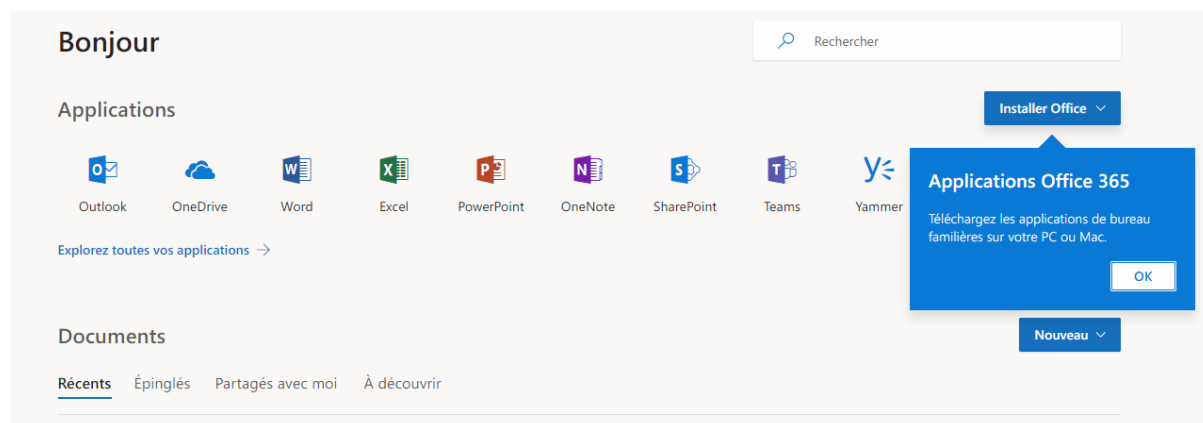 Bonjour
Rechercher
Applications
Installer Office
Outlook
OneDrive
Word
Excel
PowerPoint
OneNote
SharePoint
Teams
Yammer
Applications Office 365
Téléchargez les applications de bureau
familières sur votre PC ou Mac.
OK
Explorez toutes vos applications →
Documents
Nouveau
Récents
Épinglés
Partagés avec moi
À découvrir